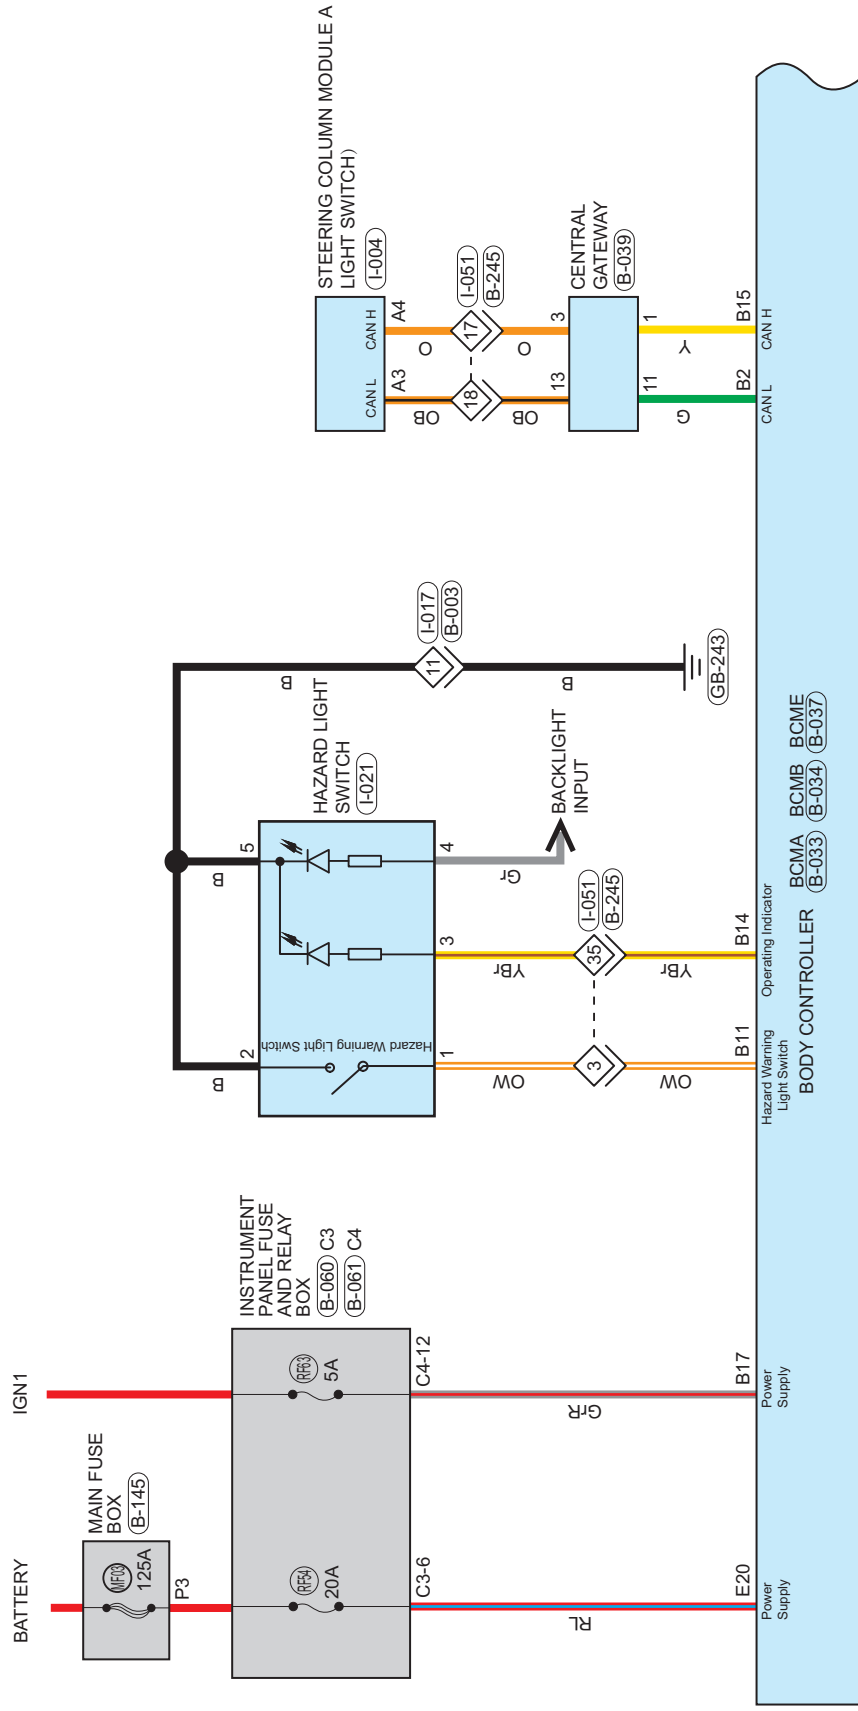 BATTERY
IGN1
MAIN FUSE
BOX
B-145
MF03
125A
P3
INSTRUMENT
PANEL FUSE
AND RELAY
BOX
B-060 C3
B-061 C4
RF54
20A
RF63
5A
C3-6
C4-12
RL
GrR
E20
B17
Power
Supply
Power
Supply
B
B
B
2
5
HAZARD LIGHT
SWITCH
I-021
Hazard Warning Light Switch
1
3
4
OW
YBr
Gr
BACKLIGHT
INPUT
3
35
I-051
B-245
OW
YBr
B11
B14
Hazard Warning
Light Switch
Operating Indicator
11
I-017
B-003
B
GB-243
STEERING COLUMN MODULE A
LIGHT SWITCH)
I-004
CAN L
CAN H
A3
A4
OB
O
18
17
I-051
B-245
OB
O
13
3
CENTRAL
GATEWAY
B-039
11
1
G
Y
B2
B15
CAN L
CAN H
BODY CONTROLLER
BCMA
B-033
BCMB
B-034
BCME
B-037